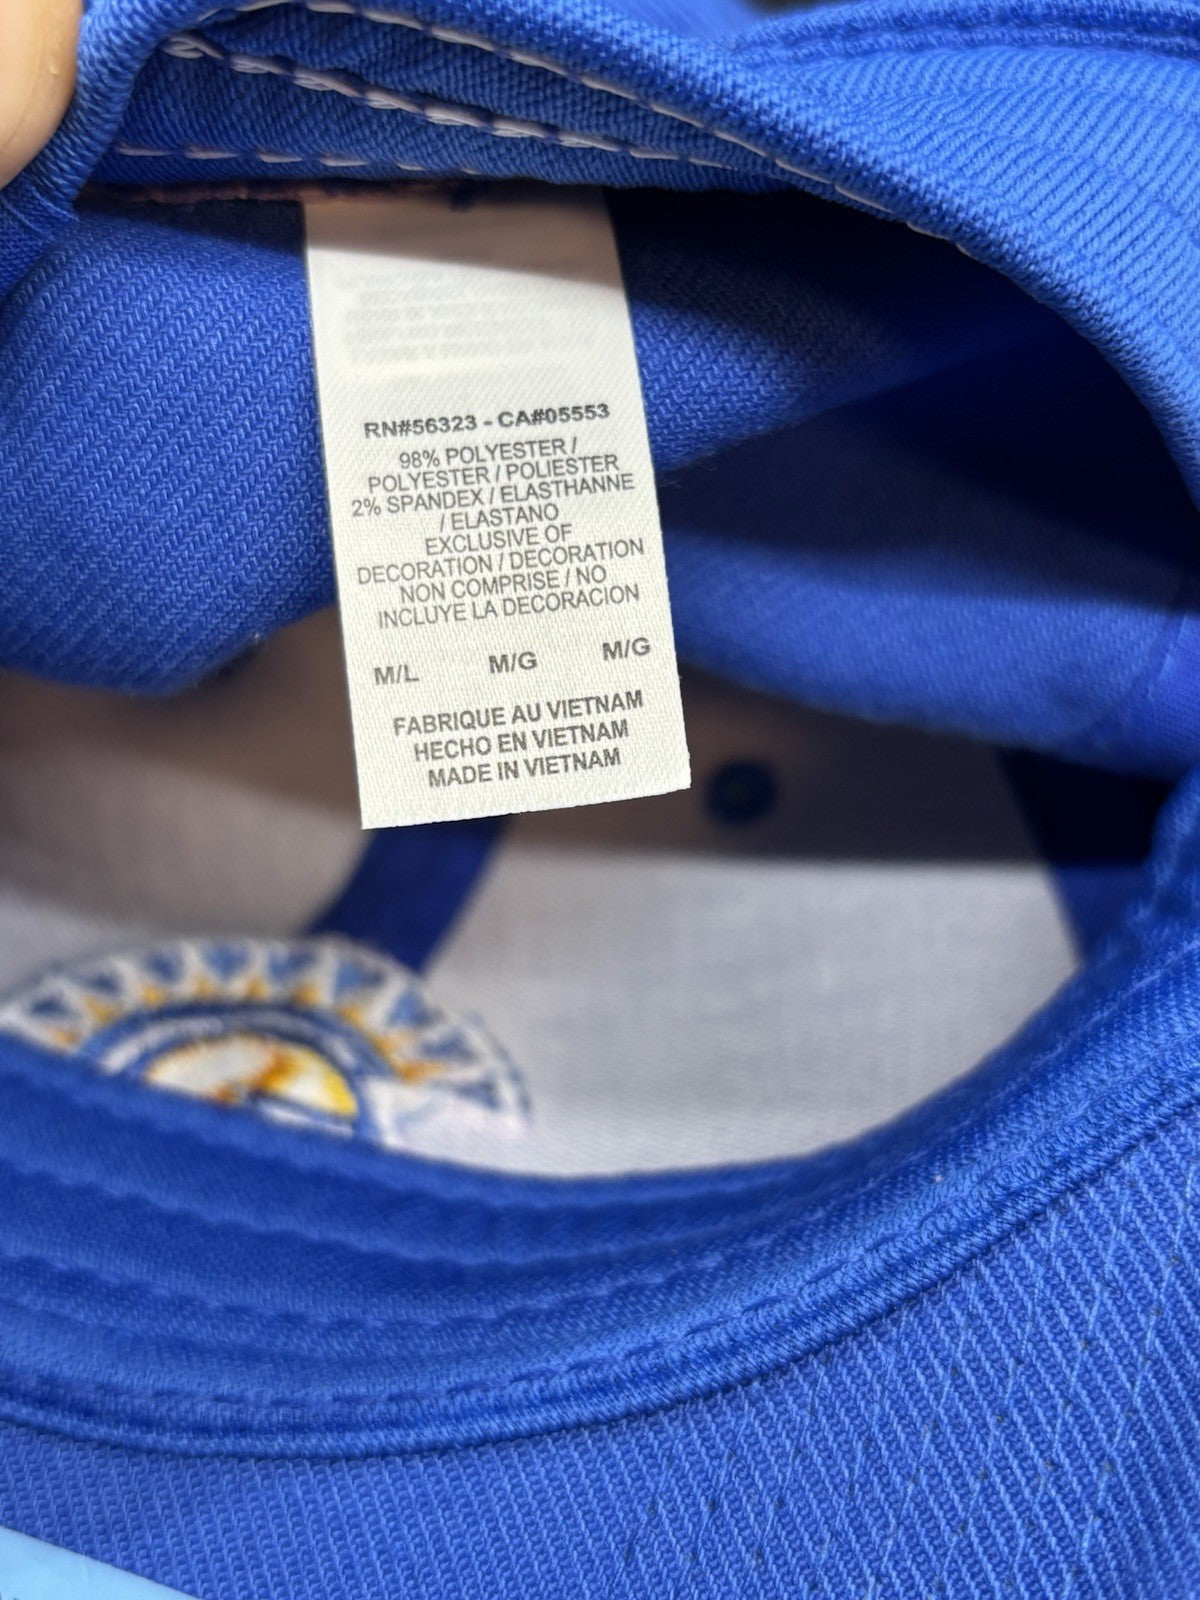 RN#56323 - CA#05553
98% POLYESTER /
POLYESTER / POLIESTER
2% SPANDEX / ELASTHANNE
/ ELASTANO
EXCLUSIVE OF
DECORATION / DECORATION
NON COMPRISE / NO
INCLUYE LA DECORACION
M/L M/G M/G
FABRIQUE AU VIETNAM
HECHO EN VIETNAM
MADE IN VIETNAM